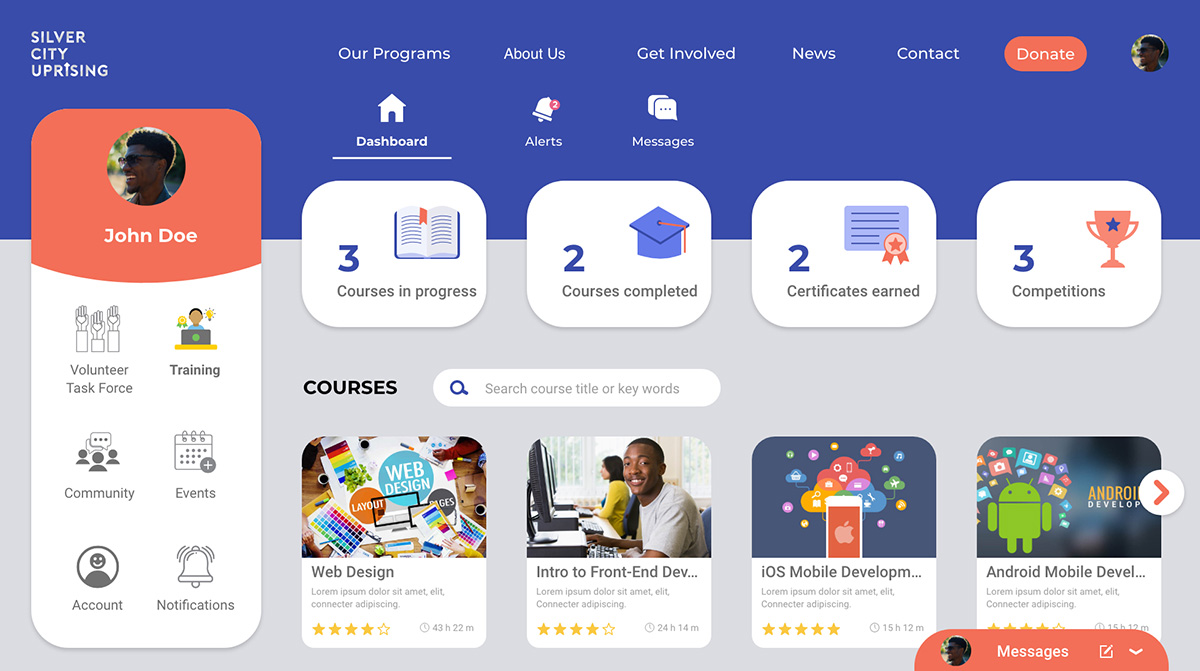 SILVER
CITY
UPRISING
Our Programs
About Us
Get Involved
News
Contact
Donate
Dashboard
2
Alerts
Messages
John Doe
Volunteer
Task Force
Training
Community
Events
Account
Notifications
3
Courses in progress
2
Courses completed
2
Certificates earned
3
Competitions
COURSES
Search course title or key words
WEB
DESIGN
LAYOUT
PAGES
Web Design
Lorem ipsum dolor sit amet, elit,
connecter adipiscing.
43 h 22 m
Intro to Front-End Dev...
Lorem ipsum dolor sit amet, elit,
Connecter adipiscing.
24 h 14 m
iOS Mobile Developm...
Lorem ipsum dolor sit amet, elit,
Connecter adipiscing.
15 h 12 m
ANDROI
DEVELOP
Android Mobile Devel...
Lorem ipsum dolor sit amet, elit,
Connecter adipiscing.
15 h 12 m
Messages